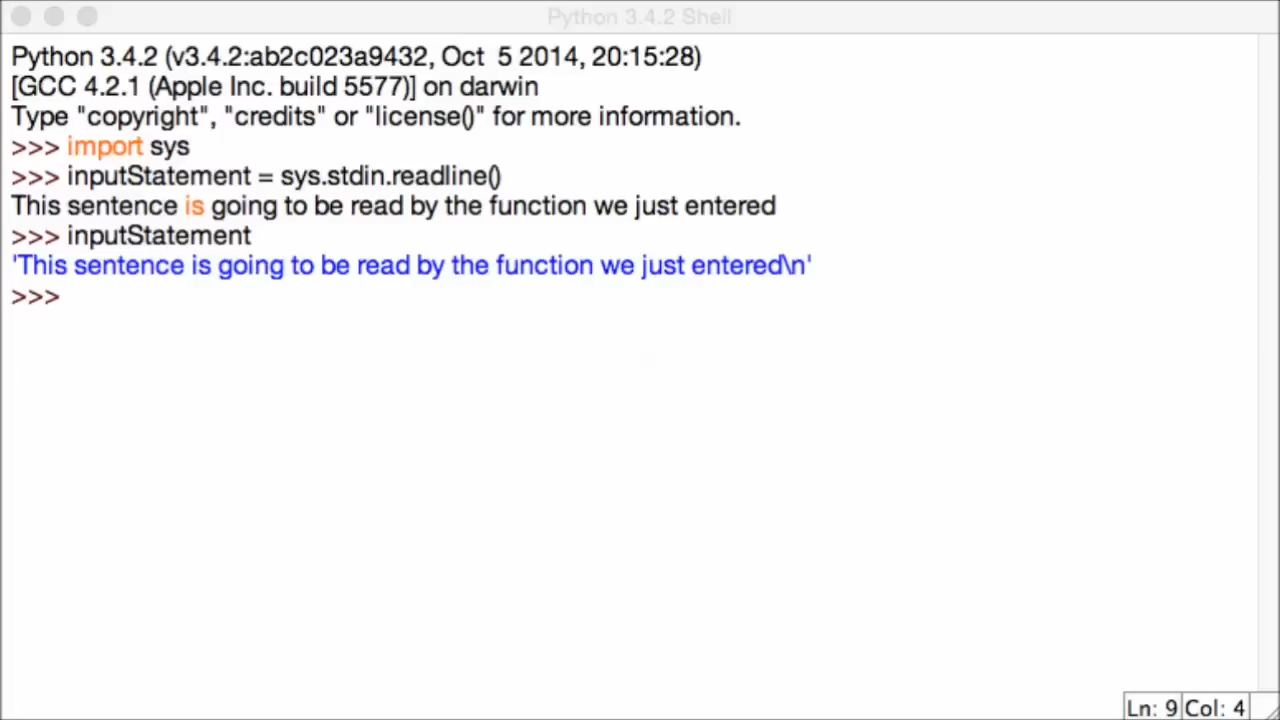 Python 3.4.2 Shell
Python 3.4.2 (v3.4.2:ab2c023a9432, Oct  5 2014, 20:15:28)
[GCC 4.2.1 (Apple Inc. build 5577)] on darwin
Type "copyright", "credits" or "license()" for more information.
>>> import sys
>>> inputStatement = sys.stdin.readline()
This sentence is going to be read by the function we just entered
>>> inputStatement
'This sentence is going to be read by the function we just entered\n'
>>>
Ln: 9 Col: 4